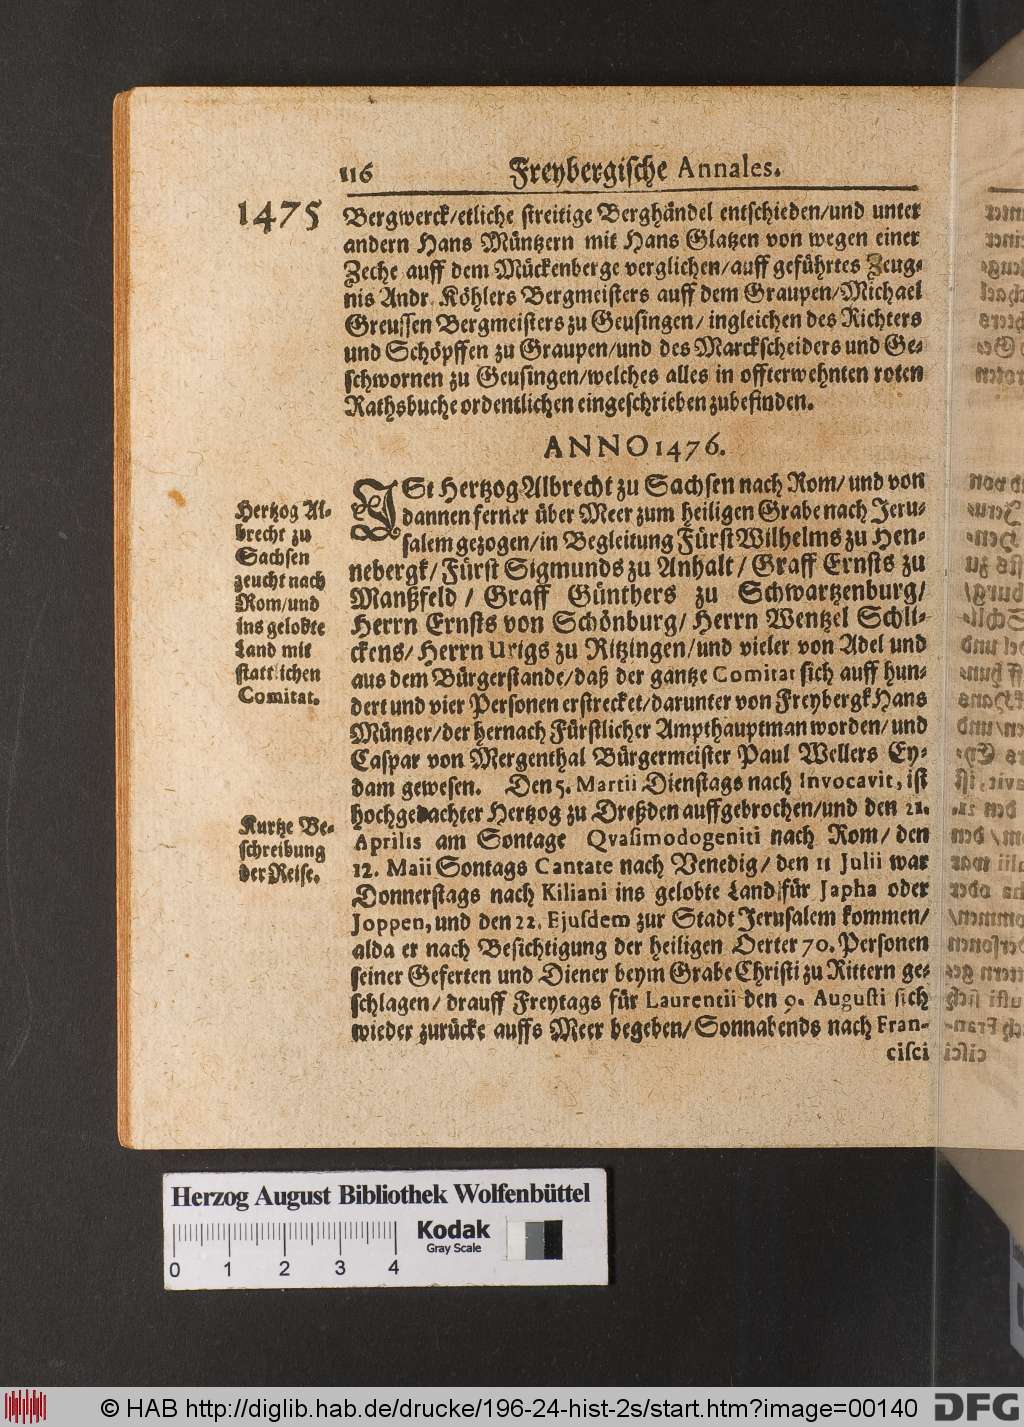 116 Freybergische Annales.
1475
Bergwerck/etliche streitige Berghändel entschieden/und unter
andern Hans Müntzern mit Hans Glatzen von wegen einer
Zeche auff dem Mückenberge verglichen/auff geführtes Zeug-
nis Andr. Köhlers Bergmeisters auff dem Graupen/Michael
Greussen Bergmeisters zu Geusingen/ ingleichen des Richters
und Schöpffen zu Graupen/und des Marckscheiders und Ge-
schwornen zu Geusingen/welches alles in offterwehnten roten
Rathsbuche ordentlichen eingeschrieben zubefinden.
ANNO 1476.
Hertzog Al-
brecht zu
Sachsen
zeucht nach
Rom/und
ins gelobte
Land mit
stattlichen
Comitat.
ISt Hertzog Albrecht zu Sachsen nach Rom/ und von
dannen ferner über Meer zum heiligen Grabe nach Jeru-
salem gezogen/in Begleitung Fürst Wilhelms zu Hen-
nebergk/ Fürst Sigmunds zu Anhalt/ Graff Ernsts zu
Manßfeld / Graff Günthers zu Schwartzenburg/
Herrn Ernsts von Schönburg/ Herrn Wentzel Schli-
ckens/ Herrn Urigs zu Ritzingen/und vieler von Adel und
aus dem Bürgerstande/daß der gantze Comitat sich auff hun-
dert und vier Personen erstrecket/darunter von Freybergk Hans
Müntzer/der hernach Fürstlicher Ampthauptman worden/ und
Caspar von Mergenthal Bürgermeister Paul Wellers Ey-
dam gewesen. Den 5. Martii Dienstags nach Invocavit, ist
hochgedachter Hertzog zu Dreßden auffgebrochen/und den 21.
Aprilis am Sontage Qvasimodogeniti nach Rom/ den
12. Maii Sontags Cantate nach Venedig/ den 11 Julii war
Donnerstags nach Kiliani ins gelobte Land für Japha oder
Joppen, und den 22. Ejusdem zur Stadt Jerusalem kommen/
alda er nach Besichtigung der heiligen Oerter 70. Personen
seiner Geferten und Diener beym Grabe Christi zu Rittern ge-
schlagen/ drauff Freytags für Laurentii den 9. Augusti sich
wieder zurücke auffs Meer begeben/ Sonnabends nach Fran-
cisci
Kurtze Be-
schreibung
der Reise.
Herzog August Bibliothek Wolfenbüttel
Kodak
Gray Scale
0 1 2 3 4
© HAB http://diglib.hab.de/drucke/196-24-hist-2s/start.htm?image=00140
DFG